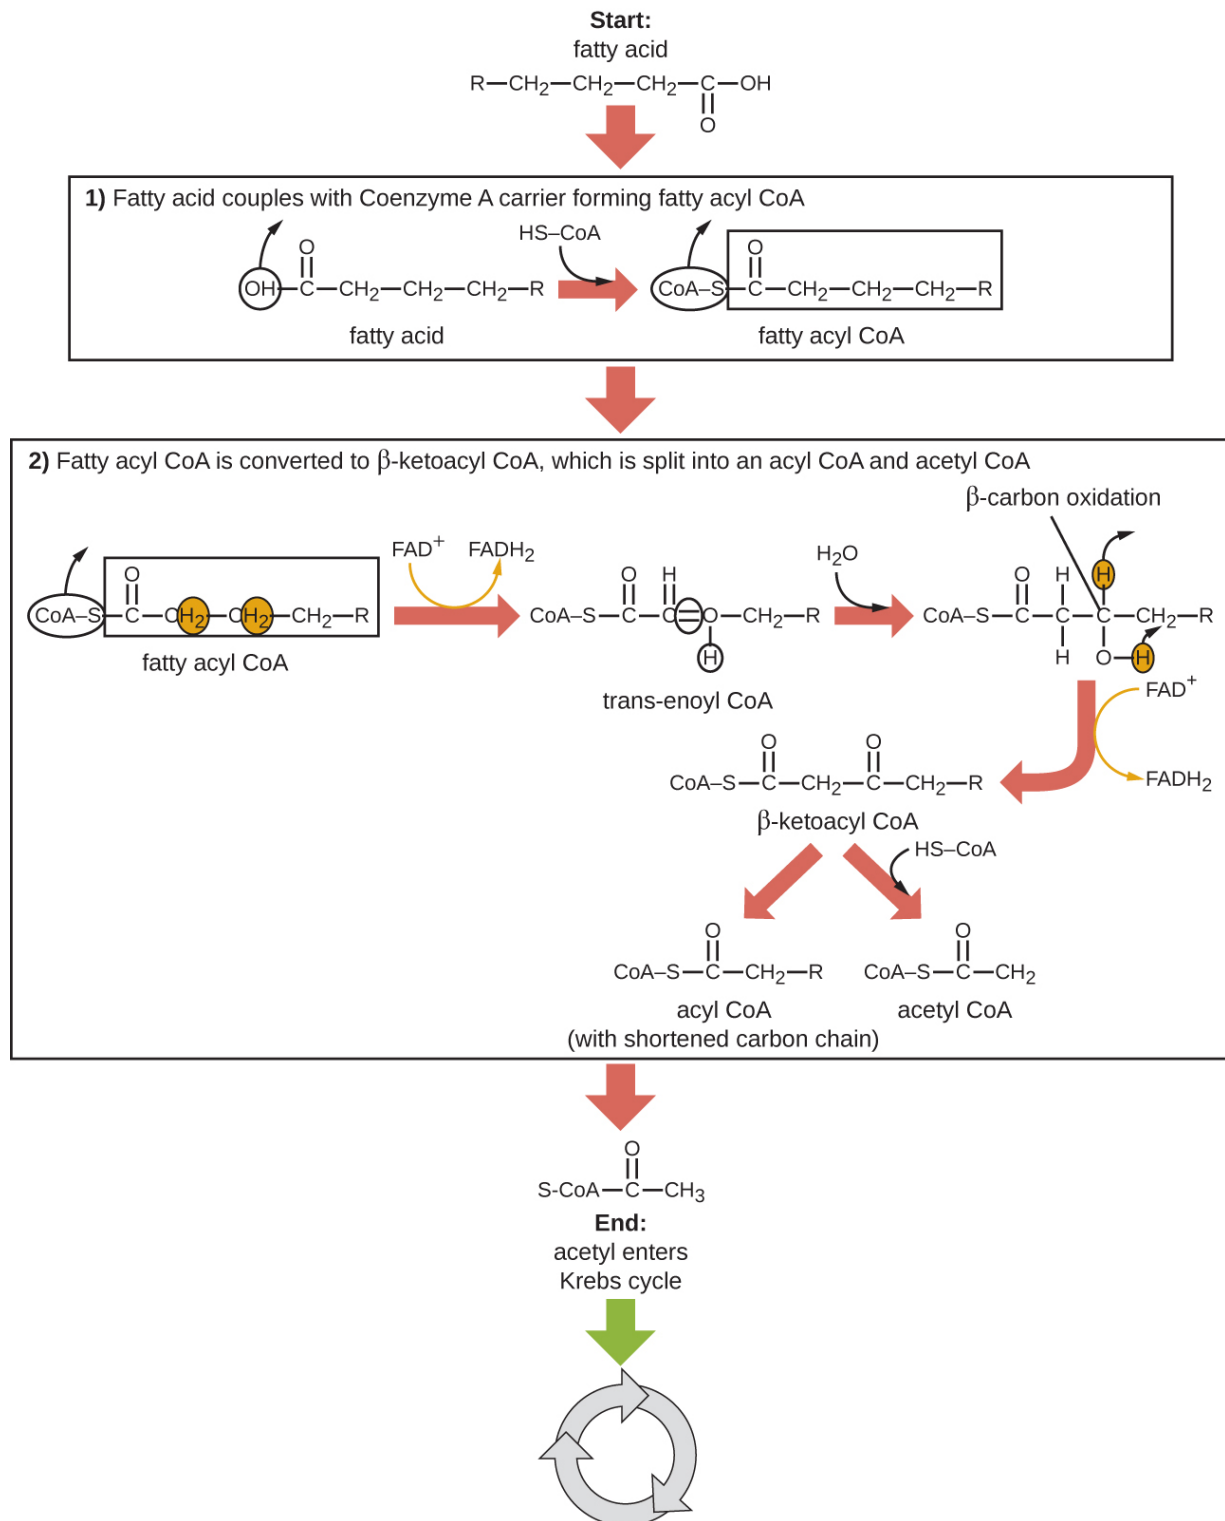 Start:
fatty acid
R—CH₂—CH₂—CH₂—C—OH
O
1) Fatty acid couples with Coenzyme A carrier forming fatty acyl CoA
HS–CoA
O
O
OH—C—CH₂—CH₂—CH₂—R
CoA–S—C—CH₂—CH₂—CH₂—R
fatty acid
fatty acyl CoA
2) Fatty acyl CoA is converted to β-ketoacyl CoA, which is split into an acyl CoA and acetyl CoA
β-carbon oxidation
FAD⁺
FADH₂
H₂O
O
O H
O H H
CoA–S—C—CH₂—CH₂—CH₂—R
CoA–S—C—C=C—CH₂—R
CoA–S—C—C—C—CH₂—R
H
H O—H
fatty acyl CoA
trans-enoyl CoA
FAD⁺
FADH₂
O O
CoA–S—C—CH₂—C—CH₂—R
β-ketoacyl CoA
HS–CoA
O
O
CoA–S—C—CH₂—R
CoA–S—C—CH₂
acyl CoA
(with shortened carbon chain)
acetyl CoA
O
S-CoA—C—CH₃
End:
acetyl enters
Krebs cycle